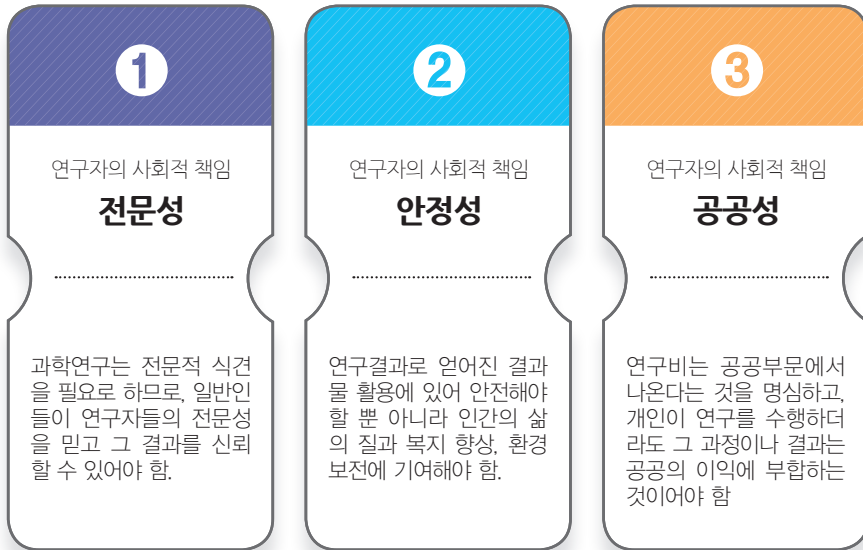 1
연구자의 사회적 책임
전문성
과학연구는 전문적 식견
을 필요로 하므로, 일반인
들이 연구자들의 전문성
을 믿고 그 결과를 신뢰
할 수 있어야 함.
2
연구자의 사회적 책임
안정성
연구결과로 얻어진 결과
물 활용에 있어 안전해야
할 뿐 아니라 인간의 삶
의 질과 복지 향상, 환경
보전에 기여해야 함.
3
연구자의 사회적 책임
공공성
연구비는 공공부문에서
나온다는 것을 명심하고,
개인이 연구를 수행하더
라도 그 과정이나 결과는
공공의 이익에 부합하는
것이어야 함